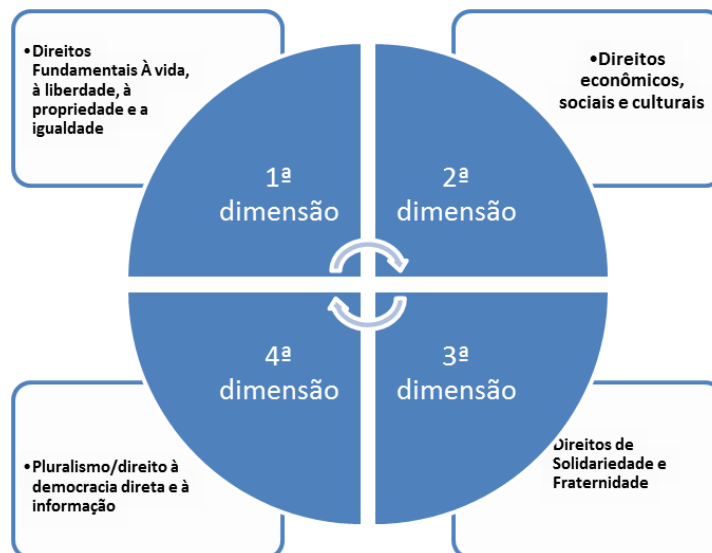 •Direitos
Fundamentais À vida,
à liberdade, à
propriedade e a
igualdade
•Direitos
econômicos,
sociais e culturais
1ª
dimensão
2ª
dimensão
4ª
dimensão
3ª
dimensão
•Pluralismo/direito à
democracia direta e à
informação
Direitos de
Solidariedade e
Fraternidade